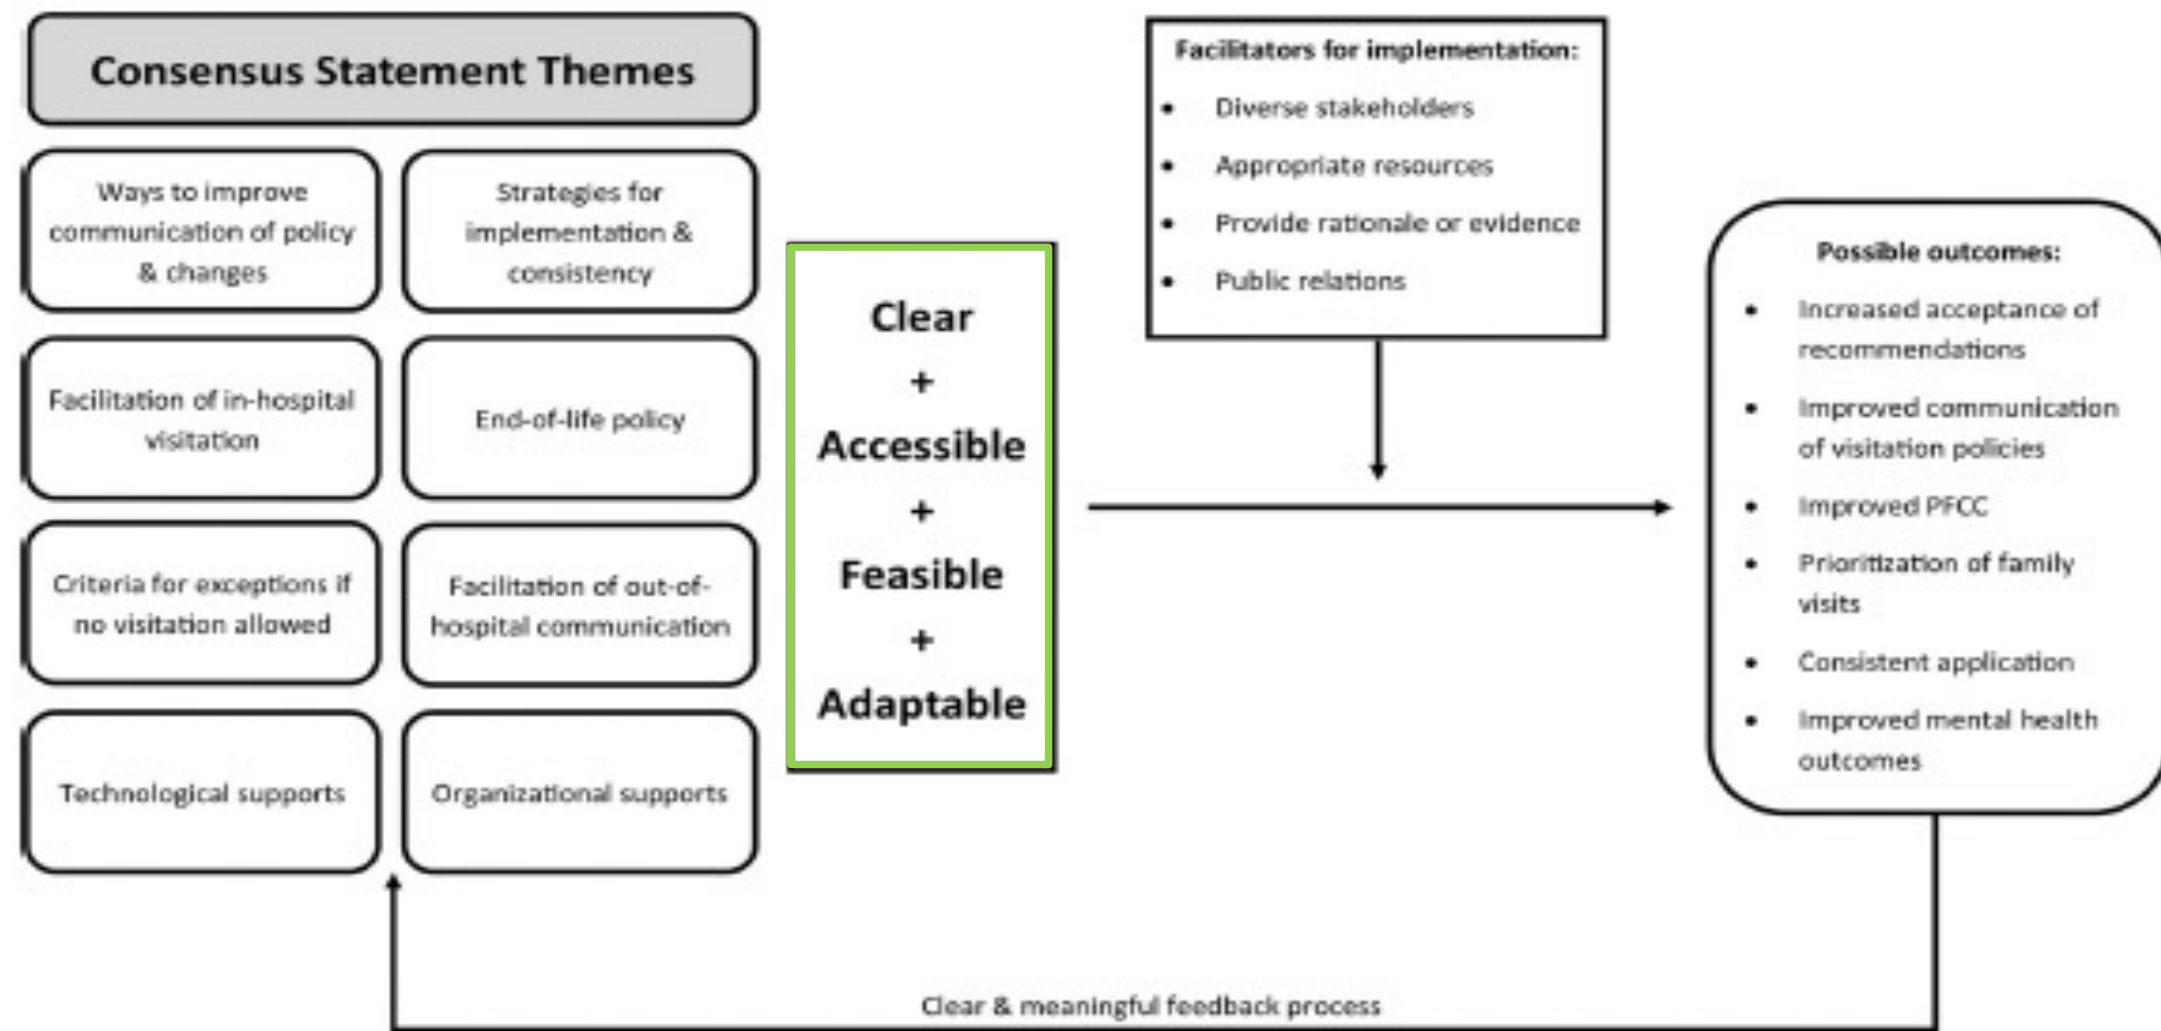 Consensus Statement Themes
Ways to improve
communication of policy
& changes
Strategies for
implementation &
consistency
Facilitation of in-hospital
visitation
End-of-life policy
Criteria for exceptions if
no visitation allowed
Facilitation of out-of-
hospital communication
Technological supports
Organizational supports
Clear
+
Accessible
+
Feasible
+
Adaptable
Facilitators for implementation:
• Diverse stakeholders
• Appropriate resources
• Provide rationale or evidence
• Public relations
Possible outcomes:
• Increased acceptance of
recommendations
• Improved communication
of visitation policies
• Improved PFCC
• Prioritization of family
visits
• Consistent application
• Improved mental health
outcomes
Clear & meaningful feedback process